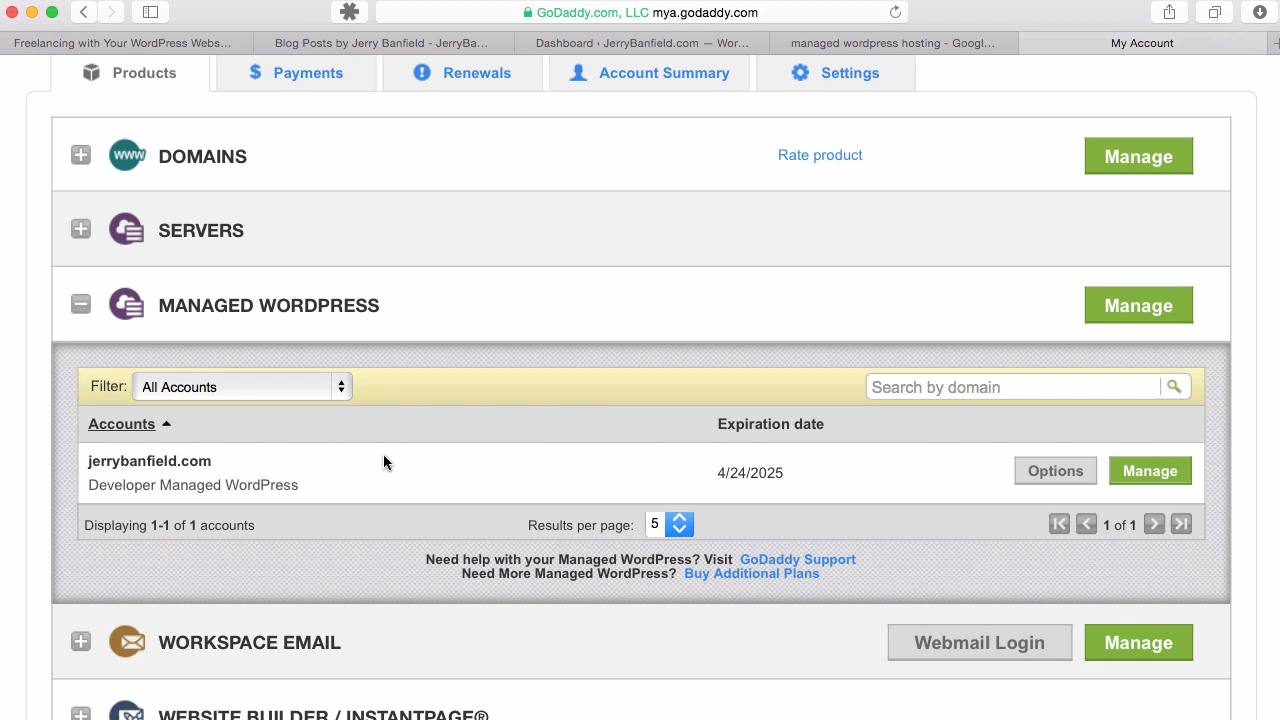 GoDaddy.com, LLC mya.godaddy.com
Freelancing with Your WordPress Webs...
Blog Posts by Jerry Banfield - JerryBa...
Dashboard ‹ JerryBanfield.com — Wor...
managed wordpress hosting - Googl...
My Account
Products
$ Payments
Renewals
Account Summary
Settings
WWW DOMAINS
Rate product
Manage
SERVERS
MANAGED WORDPRESS
Manage
Filter: All Accounts
Search by domain
Accounts
Expiration date
jerrybanfield.com
Developer Managed WordPress
4/24/2025
Options
Manage
Displaying 1-1 of 1 accounts
Results per page: 5
1 of 1
Need help with your Managed WordPress? Visit GoDaddy Support
Need More Managed WordPress? Buy Additional Plans
WORKSPACE EMAIL
Webmail Login
Manage
WEBSITE BUILDER / INSTANTPAGE®